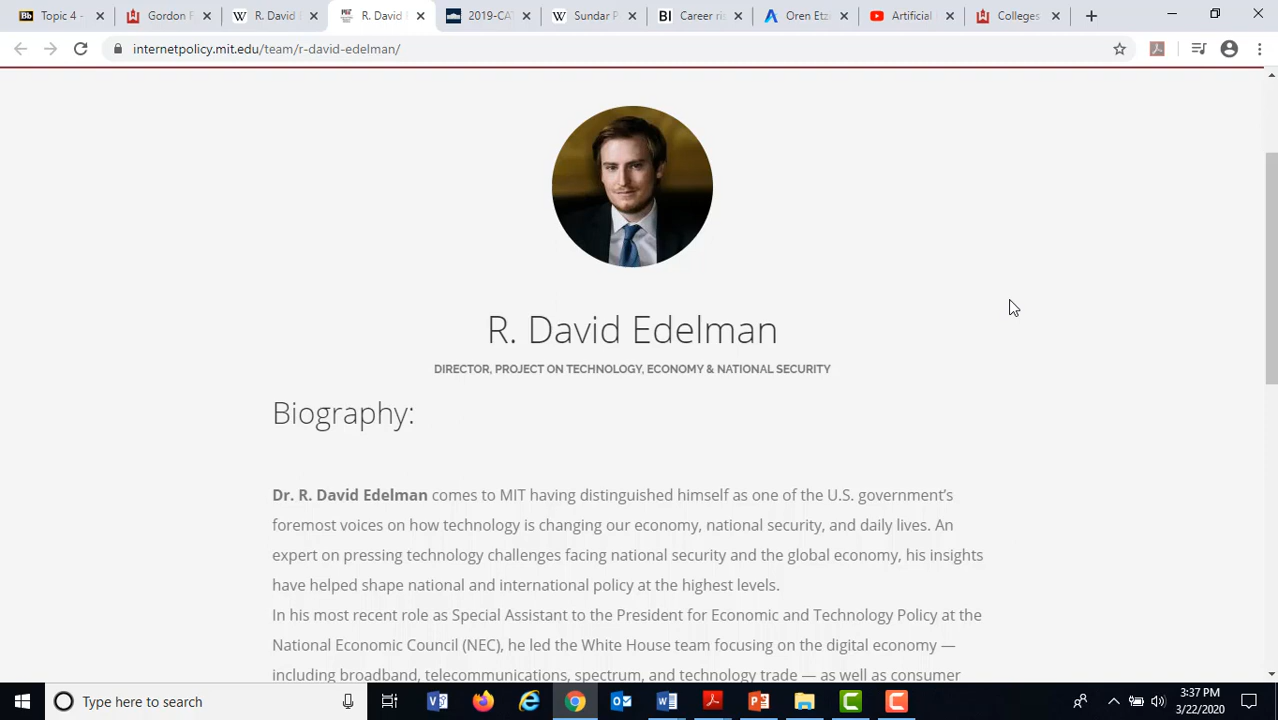 Topic 4 -
Gordon H
R. David E
R. David E
2019-CAT
Sundar P
BI
Career ris
Oren Etz
Artificial
Colleges
internetpolicy.mit.edu/team/r-david-edelman/
R. David Edelman
DIRECTOR, PROJECT ON TECHNOLOGY, ECONOMY & NATIONAL SECURITY
Biography:
Dr. R. David Edelman comes to MIT having distinguished himself as one of the U.S. government's
foremost voices on how technology is changing our economy, national security, and daily lives. An
expert on pressing technology challenges facing national security and the global economy, his insights
have helped shape national and international policy at the highest levels.
In his most recent role as Special Assistant to the President for Economic and Technology Policy at the
National Economic Council (NEC), he led the White House team focusing on the digital economy —
including broadband, telecommunications, spectrum, and technology trade — as well as consumer
Type here to search
3:37 PM
3/22/2020